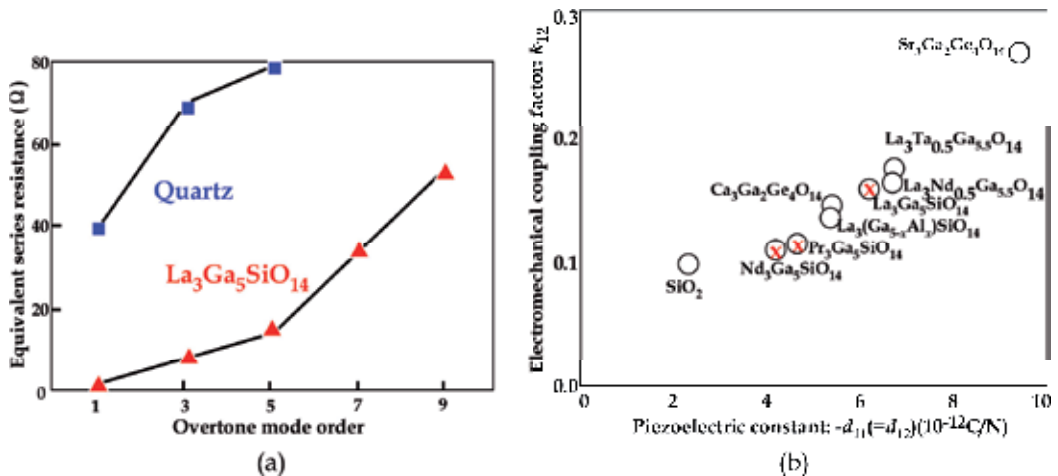 80
60
40
20
0
1
3
5
7
9
Equivalent series resistance (Ω)
Overtone mode order
Quartz
La₃Ga₅SiO₁₄
(a)
0.3
0.2
0.1
0.0
0
2
4
6
8
10
Electromechanical coupling factor: k₁₂
Piezoelectric constant: -d₁₁(=d₁₂)(10⁻¹²C/N)
Sr₃Ga₂Ge₄O₁₄
La₃Ta₀.₅Ga₅.₅O₁₄
La₃Nd₀.₅Ga₅.₅O₁₄
Ca₃Ga₂Ge₄O₁₄
La₃Ga₅SiO₁₄
La₃(Ga₅₋ₓAlₓ)SiO₁₄
Pr₃Ga₅SiO₁₄
Nd₃Ga₅SiO₁₄
SiO₂
(b)